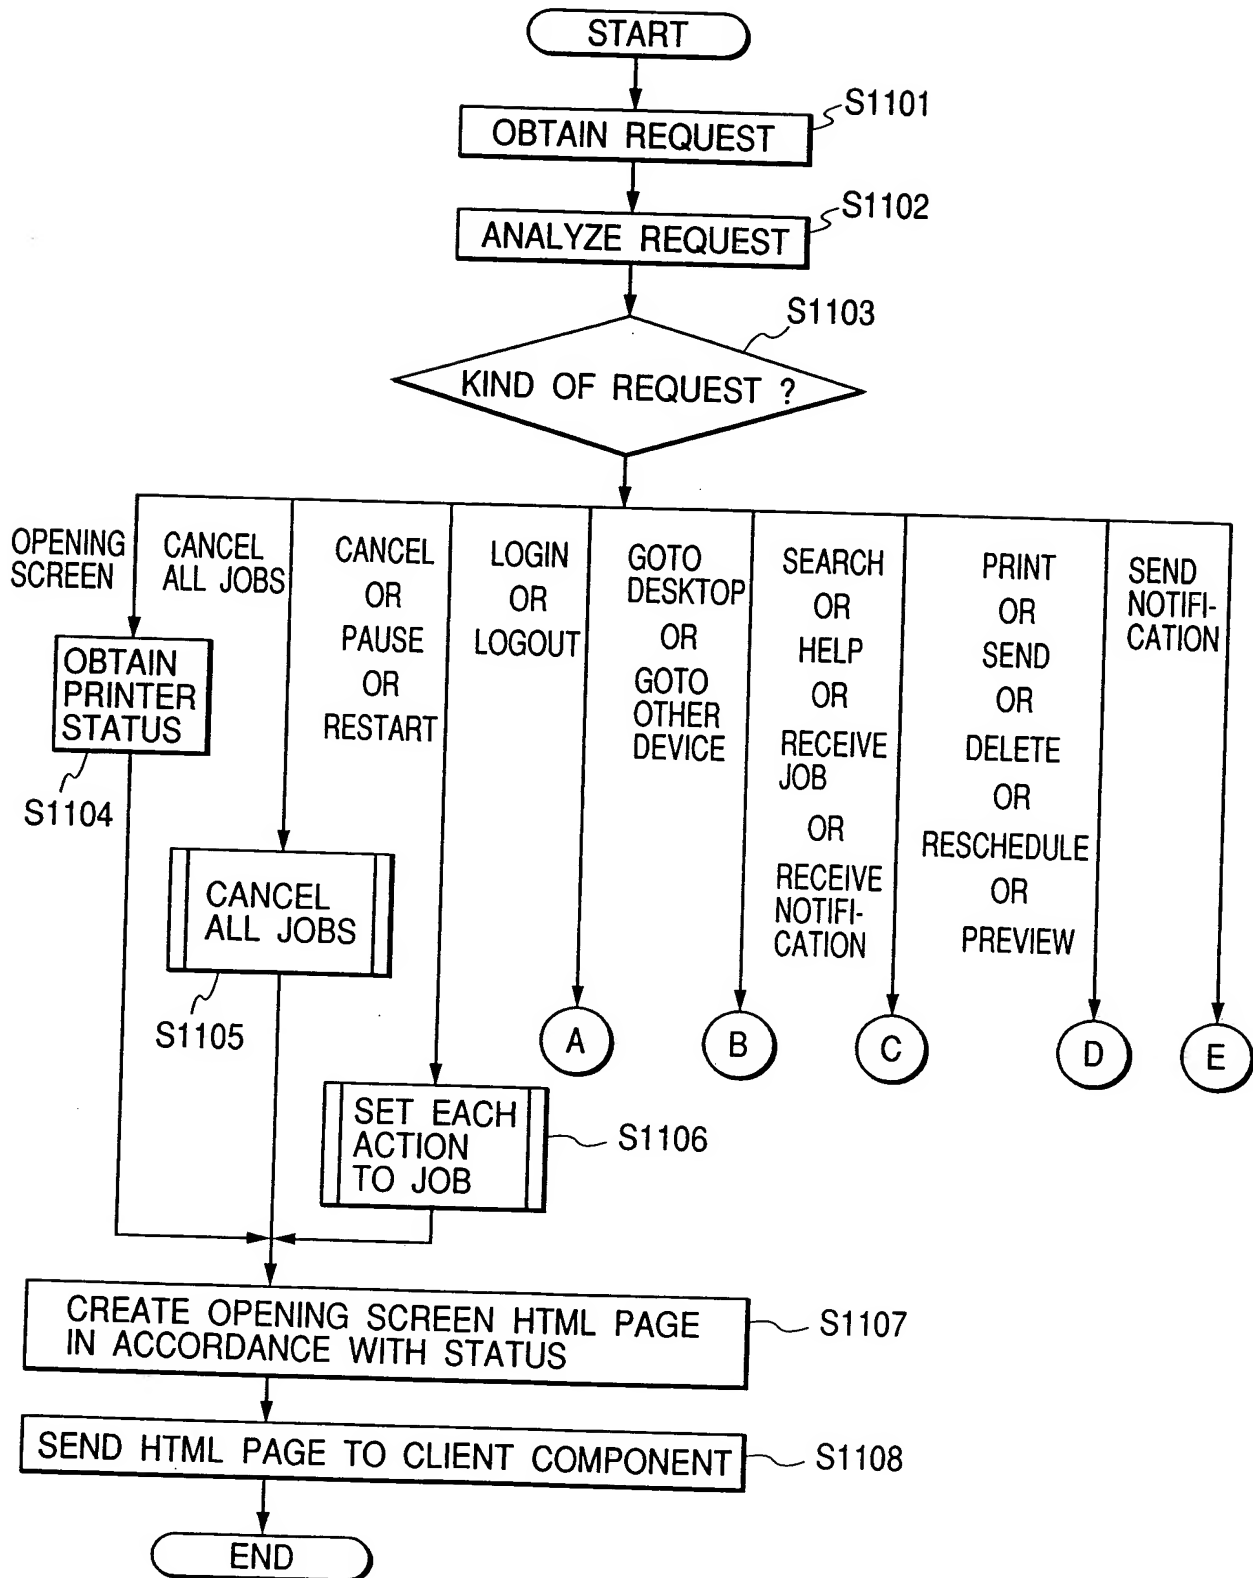 START
S1101
OBTAIN REQUEST
S1102
ANALYZE REQUEST
S1103
KIND OF REQUEST ?
OPENING
SCREEN
CANCEL
ALL JOBS
CANCEL
OR
PAUSE
OR
RESTART
LOGIN
OR
LOGOUT
GOTO
DESKTOP
OR
GOTO
OTHER
DEVICE
SEARCH
OR
HELP
OR
RECEIVE
JOB
OR
RECEIVE
NOTIFI-
CATION
PRINT
OR
SEND
OR
DELETE
OR
RESCHEDULE
OR
PREVIEW
SEND
NOTIFI-
CATION
OBTAIN
PRINTER
STATUS
S1104
CANCEL
ALL JOBS
S1105
A
B
C
D
E
SET EACH
ACTION
TO JOB
S1106
CREATE OPENING SCREEN HTML PAGE
IN ACCORDANCE WITH STATUS
S1107
SEND HTML PAGE TO CLIENT COMPONENT
S1108
END